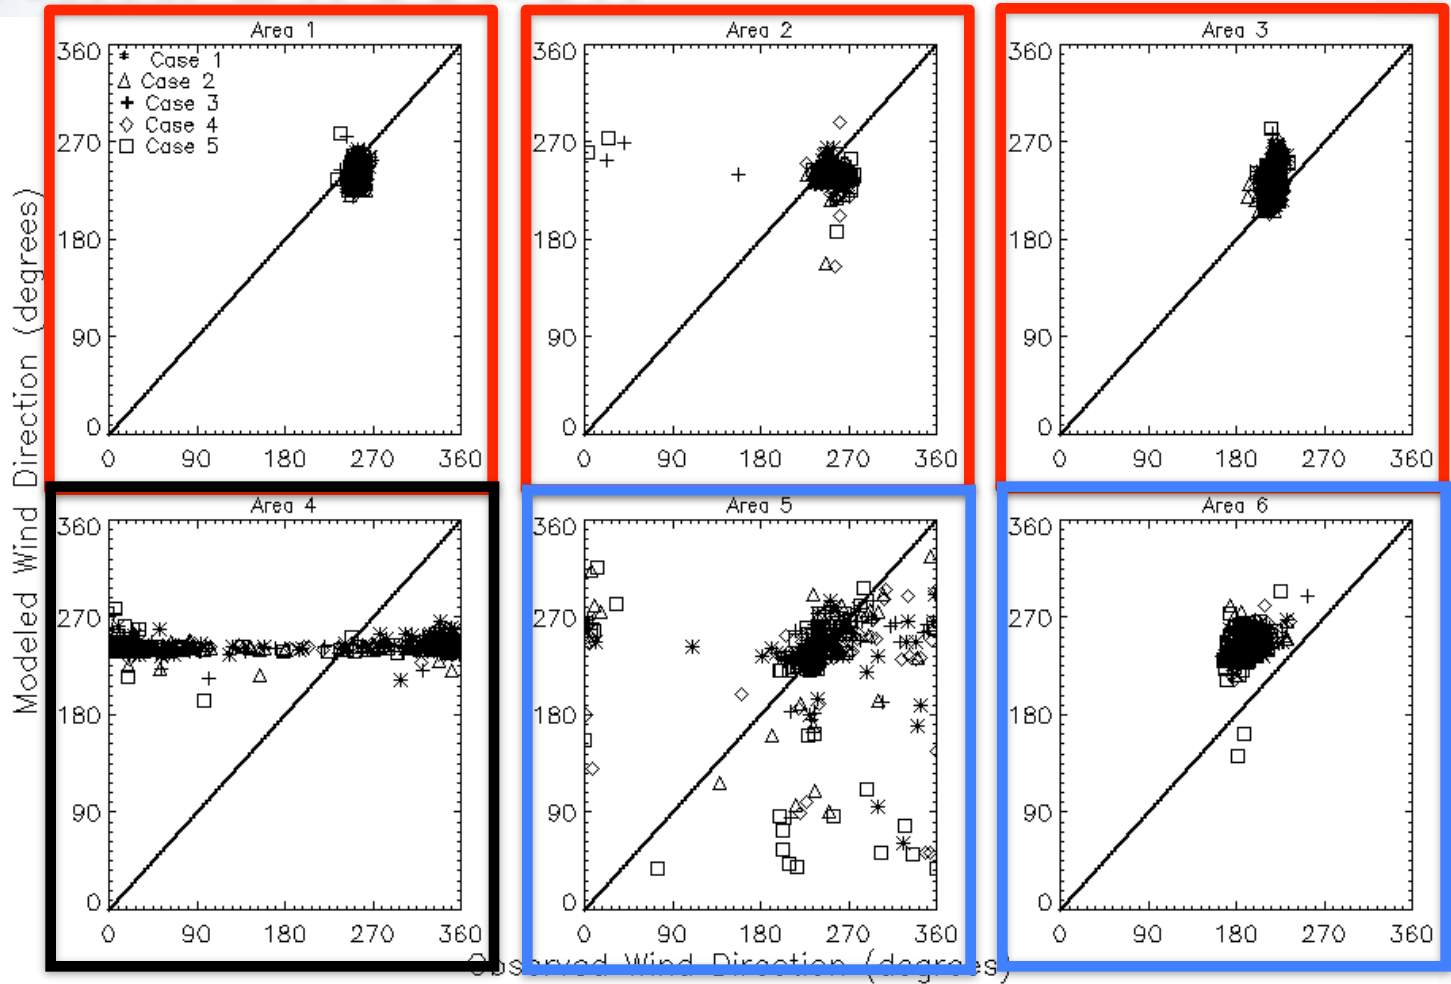 Area 1
Area 2
Area 3
360
270
180
90
0
0 90 180 270 360
* Case 1
△ Case 2
+ Case 3
◇ Case 4
□ Case 5
360
270
180
90
0
0 90 180 270 360
360
270
180
90
0
0 90 180 270 360
Modeled Wind Direction (degrees)
Area 4
Area 5
Area 6
360
270
180
90
0
0 90 180 270 360
360
270
180
90
0
0 90 180 270 360
360
270
180
90
0
0 90 180 270 360
Observed Wind Direction (degrees)